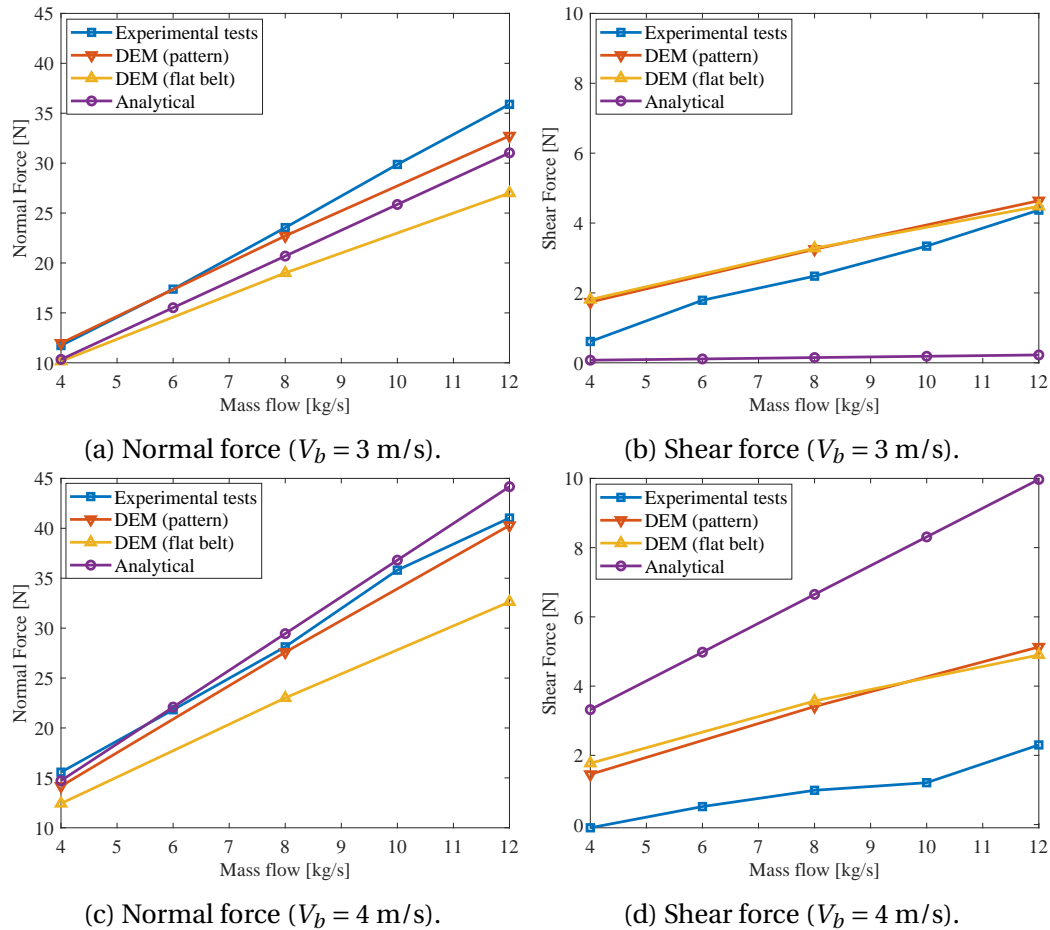 45
40
35
30
25
20
15
10
Normal Force [N]
Experimental tests
DEM (pattern)
DEM (flat belt)
Analytical
4 5 6 7 8 9 10 11 12
Mass flow [kg/s]
(a) Normal force (V_b = 3 m/s).
10
8
6
4
2
0
Shear Force [N]
Experimental tests
DEM (pattern)
DEM (flat belt)
Analytical
4 5 6 7 8 9 10 11 12
Mass flow [kg/s]
(b) Shear force (V_b = 3 m/s).
45
40
35
30
25
20
15
10
Normal Force [N]
Experimental tests
DEM (pattern)
DEM (flat belt)
Analytical
4 5 6 7 8 9 10 11 12
Mass flow [kg/s]
(c) Normal force (V_b = 4 m/s).
10
8
6
4
2
0
Shear Force [N]
Experimental tests
DEM (pattern)
DEM (flat belt)
Analytical
4 5 6 7 8 9 10 11 12
Mass flow [kg/s]
(d) Shear force (V_b = 4 m/s).